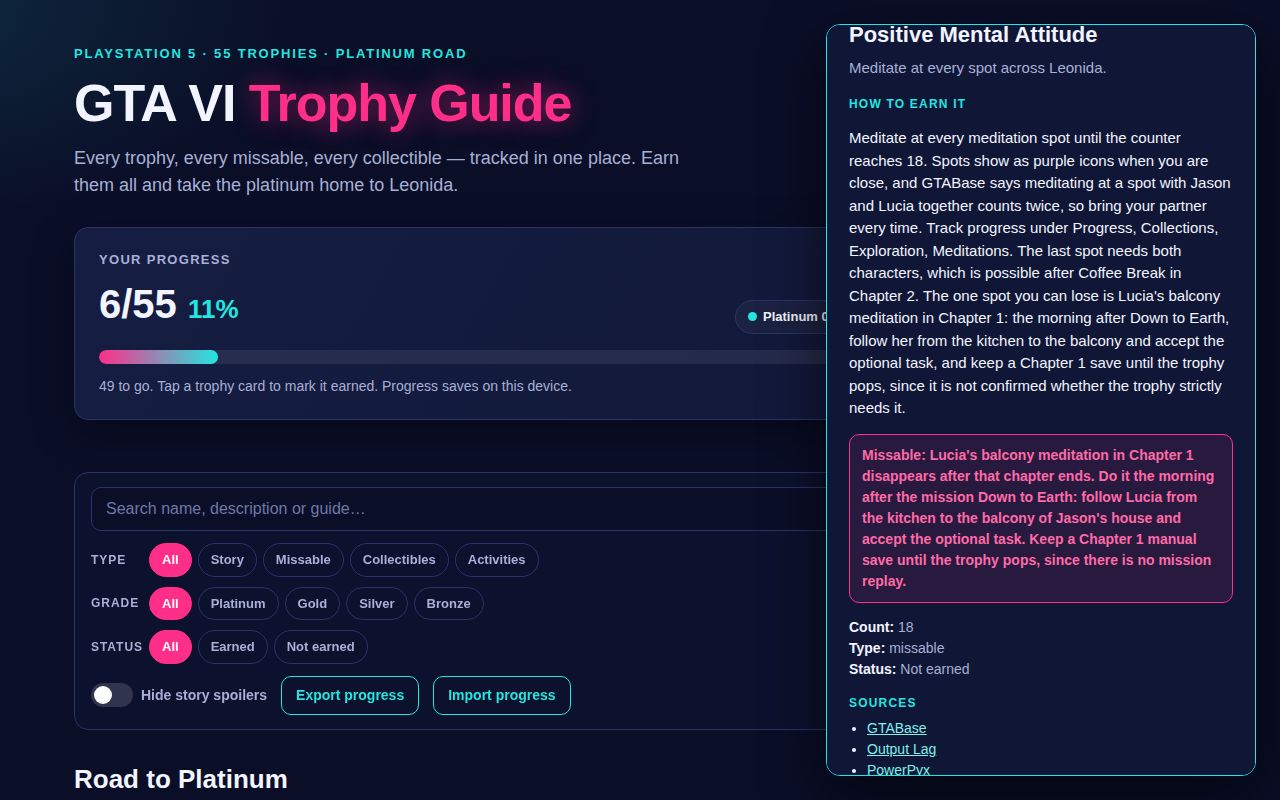 PLAYSTATION 5 · 55 TROPHIES · PLATINUM ROAD
GTA VI Trophy Guide
Every trophy, every missable, every collectible — tracked in one place. Earn
them all and take the platinum home to Leonida.
YOUR PROGRESS
6/55 11%
Platinum
49 to go. Tap a trophy card to mark it earned. Progress saves on this device.
Search name, description or guide…
TYPE All Story Missable Collectibles Activities
GRADE All Platinum Gold Silver Bronze
STATUS All Earned Not earned
Hide story spoilers Export progress Import progress
Road to Platinum
Positive Mental Attitude
Meditate at every spot across Leonida.
HOW TO EARN IT
Meditate at every meditation spot until the counter
reaches 18. Spots show as purple icons when you are
close, and GTABase says meditating at a spot with Jason
and Lucia together counts twice, so bring your partner
every time. Track progress under Progress, Collections,
Exploration, Meditations. The last spot needs both
characters, which is possible after Coffee Break in
Chapter 2. The one spot you can lose is Lucia's balcony
meditation in Chapter 1: the morning after Down to Earth,
follow her from the kitchen to the balcony and accept the
optional task, and keep a Chapter 1 save until the trophy
pops, since it is not confirmed whether the trophy strictly
needs it.
Missable: Lucia's balcony meditation in Chapter 1
disappears after that chapter ends. Do it the morning
after the mission Down to Earth: follow Lucia from
the kitchen to the balcony of Jason's house and
accept the optional task. Keep a Chapter 1 manual
save until the trophy pops, since there is no mission
replay.
Count: 18
Type: missable
Status: Not earned
SOURCES
GTABase
Output Lag
PowerPyx